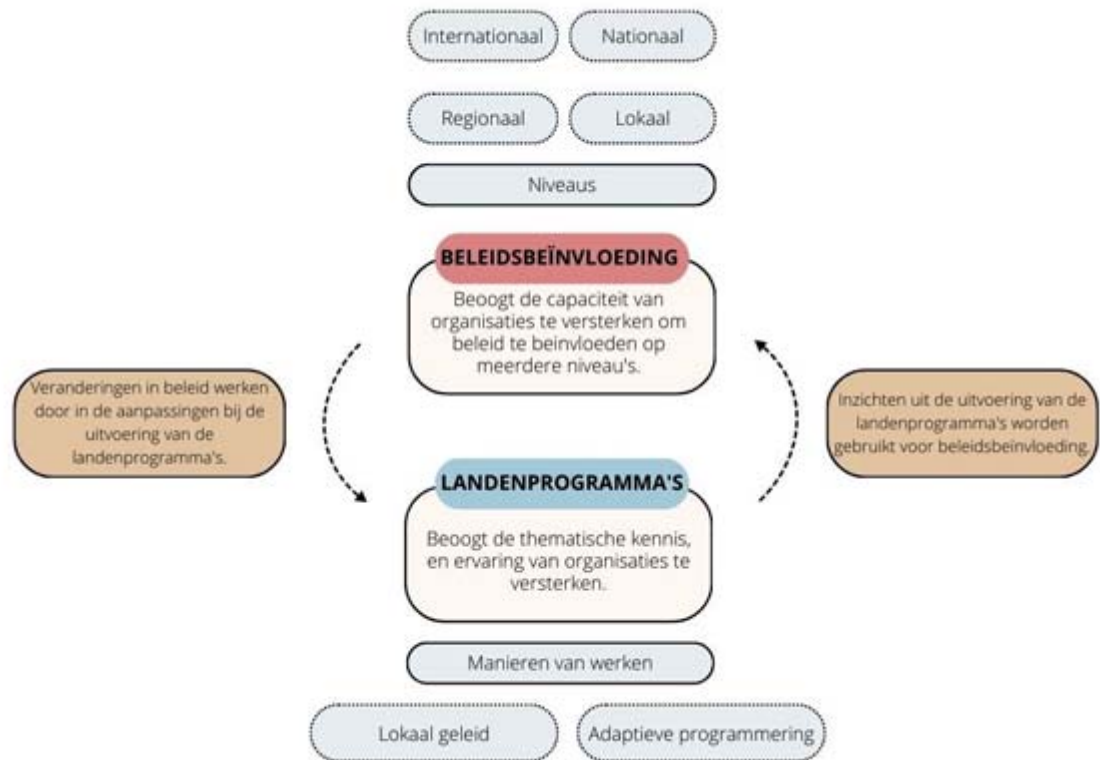 Internationaal
Nationaal
Regionaal
Lokaal
Niveaus
BELEIDSBEÏNVLOEDING
Beoogt de capaciteit van
organisaties te versterken om
beleid te beinvloeden op
meerdere niveau's.
Veranderingen in beleid werken
door in de aanpassingen bij de
uitvoering van de
landenprogramma's.
Inzichten uit de uitvoering van de
landenprogramma's worden
gebruikt voor beleidsbeïnvloeding.
LANDENPROGRAMMA'S
Beoogt de thematische kennis,
en ervaring van organisaties te
versterken.
Manieren van werken
Lokaal geleid
Adaptieve programmering